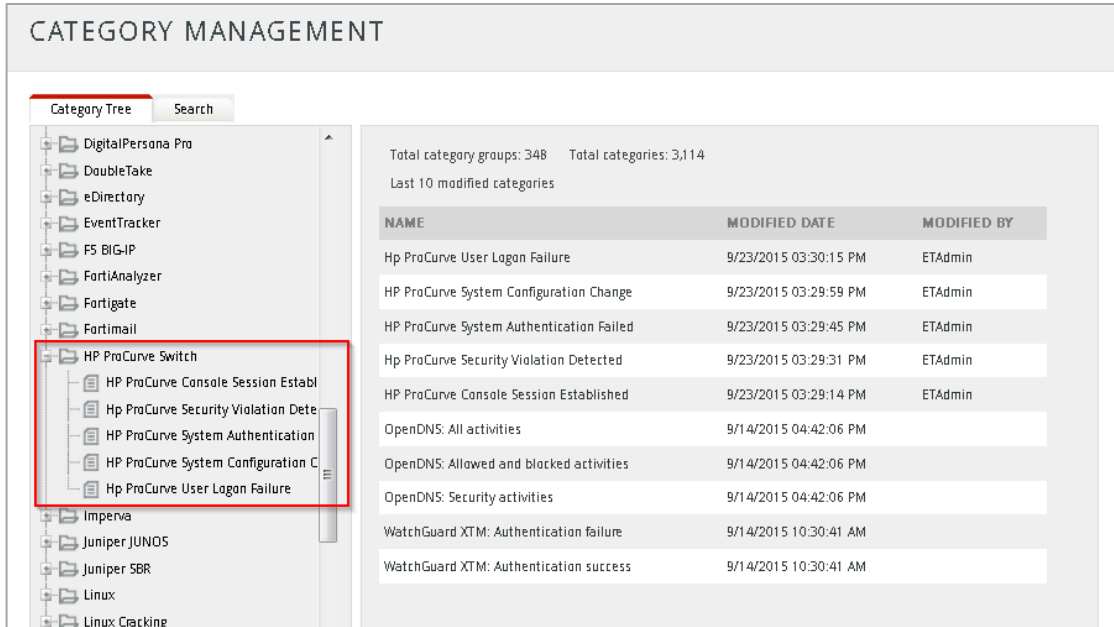 CATEGORY MANAGEMENT
Category Tree
Search
DigitalPersona Pro
DoubleTake
eDirectory
EventTracker
F5 BIG-IP
FortiAnalyzer
Fortigate
Fortimail
HP ProCurve Switch
HP ProCurve Console Session Establ
Hp ProCurve Security Violation Dete
HP ProCurve System Authentication
HP ProCurve System Configuration C
Hp ProCurve User Logon Failure
Imperva
Juniper JUNOS
Juniper SBR
Linux
Linux Cracking
Total category groups: 348 Total categories: 3,114
Last 10 modified categories
NAME MODIFIED DATE MODIFIED BY
Hp ProCurve User Logon Failure 9/23/2015 03:30:15 PM ETAdmin
HP ProCurve System Configuration Change 9/23/2015 03:29:59 PM ETAdmin
HP ProCurve System Authentication Failed 9/23/2015 03:29:45 PM ETAdmin
Hp ProCurve Security Violation Detected 9/23/2015 03:29:31 PM ETAdmin
HP ProCurve Console Session Established 9/23/2015 03:29:14 PM ETAdmin
OpenDNS: All activities 9/14/2015 04:42:06 PM
OpenDNS: Allowed and blocked activities 9/14/2015 04:42:06 PM
OpenDNS: Security activities 9/14/2015 04:42:06 PM
WatchGuard XTM: Authentication failure 9/14/2015 10:30:41 AM
WatchGuard XTM: Authentication success 9/14/2015 10:30:41 AM